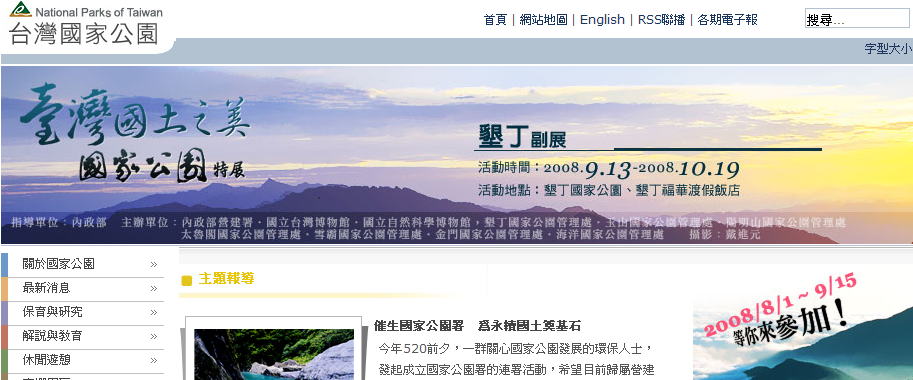 National Parks of Taiwan
台灣國家公園
首頁 | 網站地圖 | English | RSS聯播 | 各期電子報
搜尋...
字型大小
臺灣國土之美
國家公園特展
墾丁副展
活動時間：2008.9.13-2008.10.19
活動地點：墾丁國家公園、墾丁福華渡假飯店
指導單位：內政部 主辦單位：內政部營建署‧國立台灣博物館‧國立自然科學博物館‧墾丁國家公園管理處‧玉山國家公園管理處‧陽明山國家公園管理處
太魯閣國家公園管理處‧雪霸國家公園管理處‧金門國家公園管理處‧海洋國家公園管理處 攝影：戴進元
關於國家公園 »
最新消息 »
保育與研究 »
解說與教育 »
休閒遊憩 »
主題報導
催生國家公園署 爲永續國土奠基石
今年520前夕，一群關心國家公園發展的環保人士，
發起成立國家公園署的連署活動，希望目前歸屬營建
2008/8/1 ~ 9/15
等你來參加！